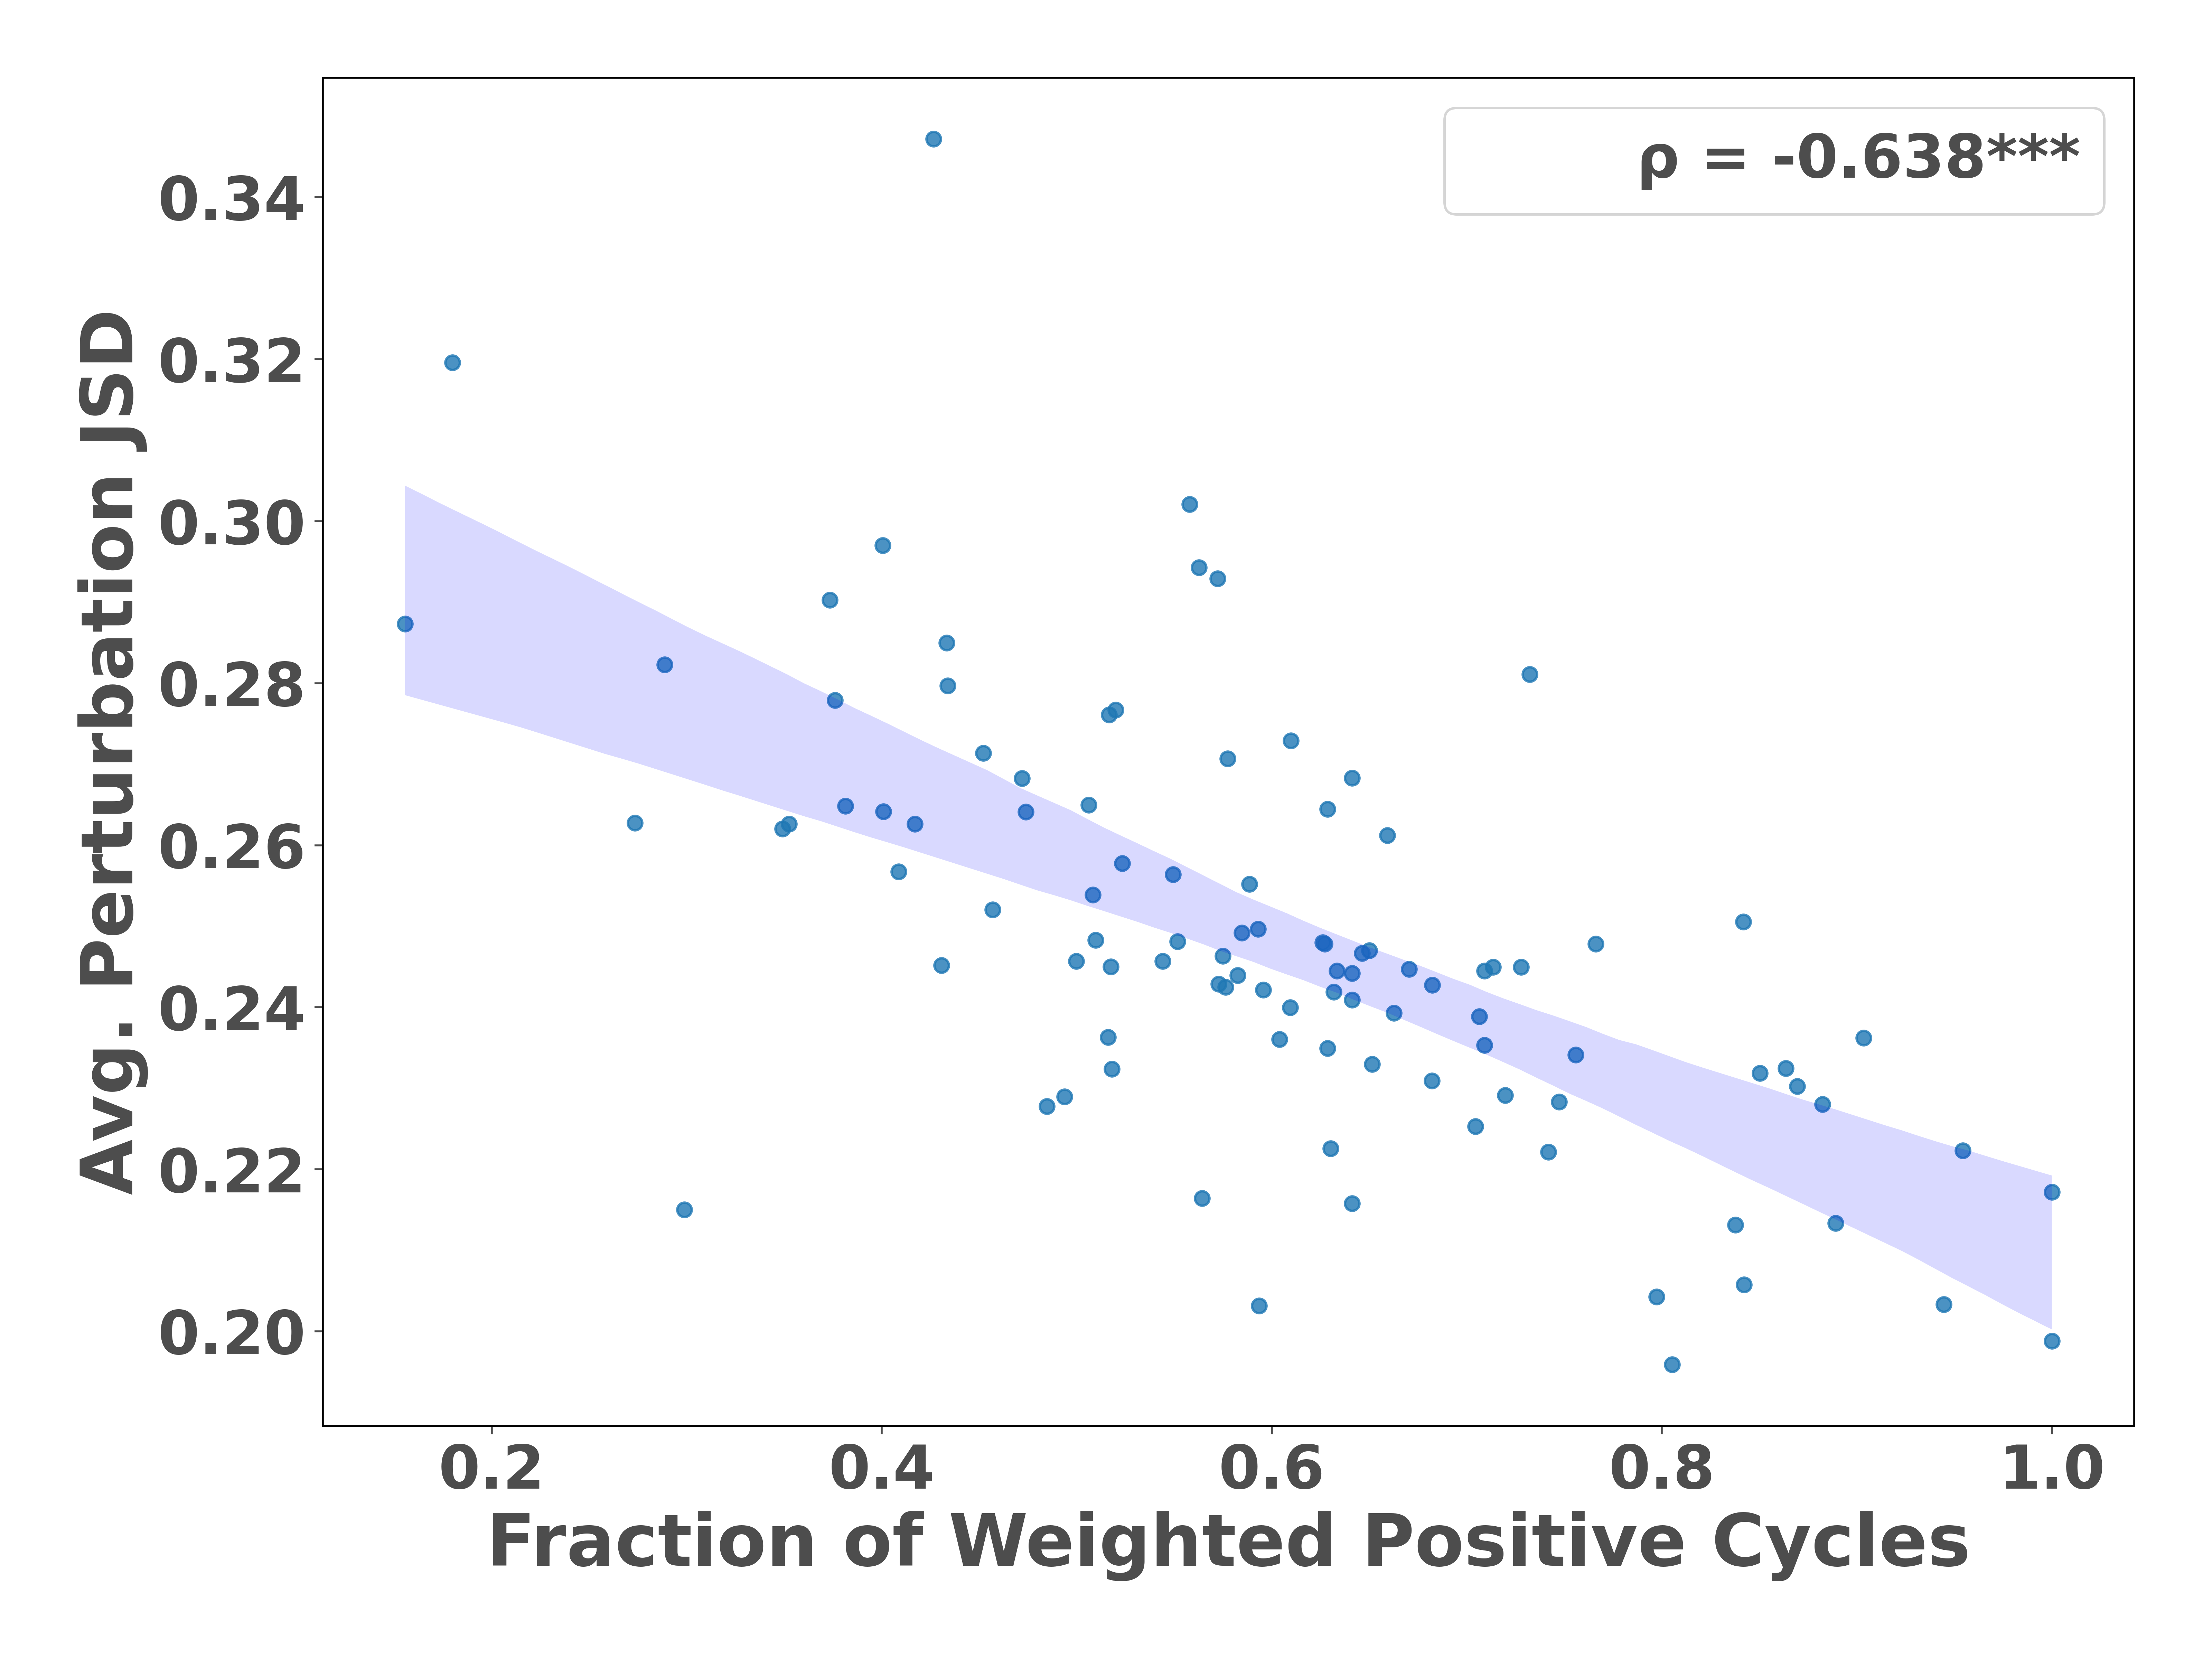 ρ = -0.638***
Avg. Perturbation JSD
0.34
0.32
0.30
0.28
0.26
0.24
0.22
0.20
0.2 0.4 0.6 0.8 1.0
Fraction of Weighted Positive Cycles